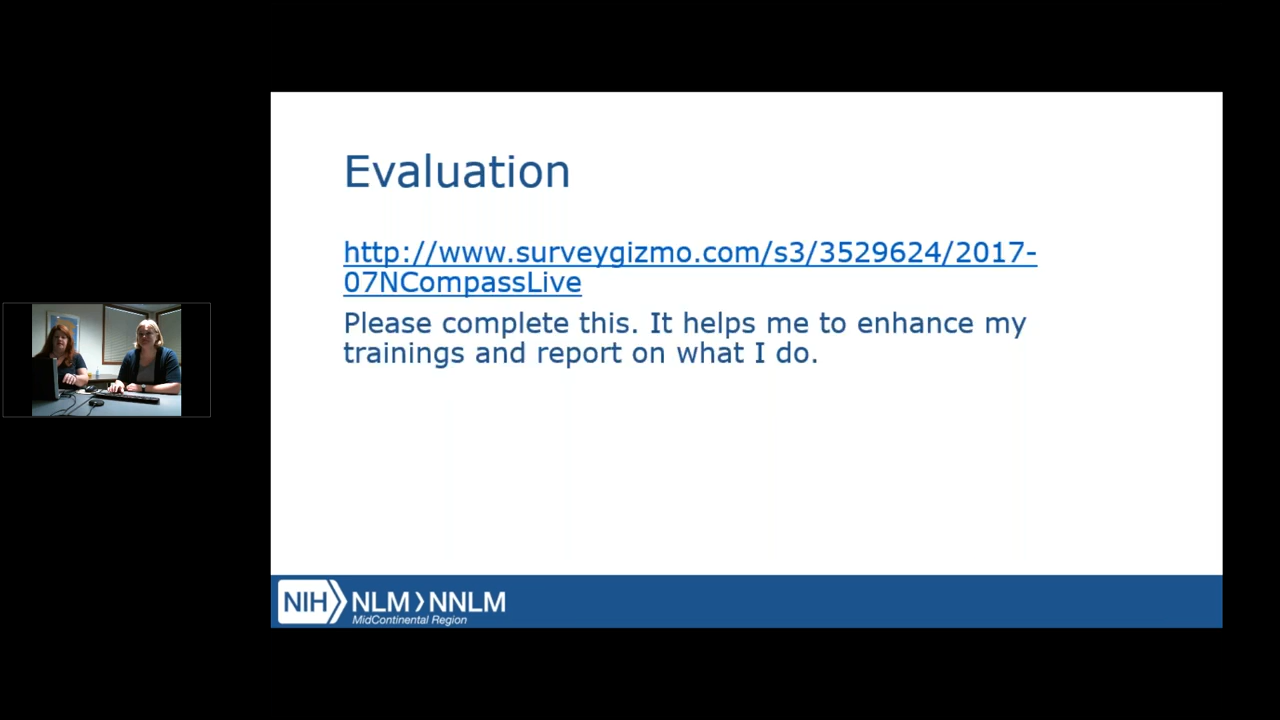 Evaluation
http://www.surveygizmo.com/s3/3529624/2017-
07NCompassLive
Please complete this. It helps me to enhance my
trainings and report on what I do.
NIH NLM NNLM
MidContinental Region